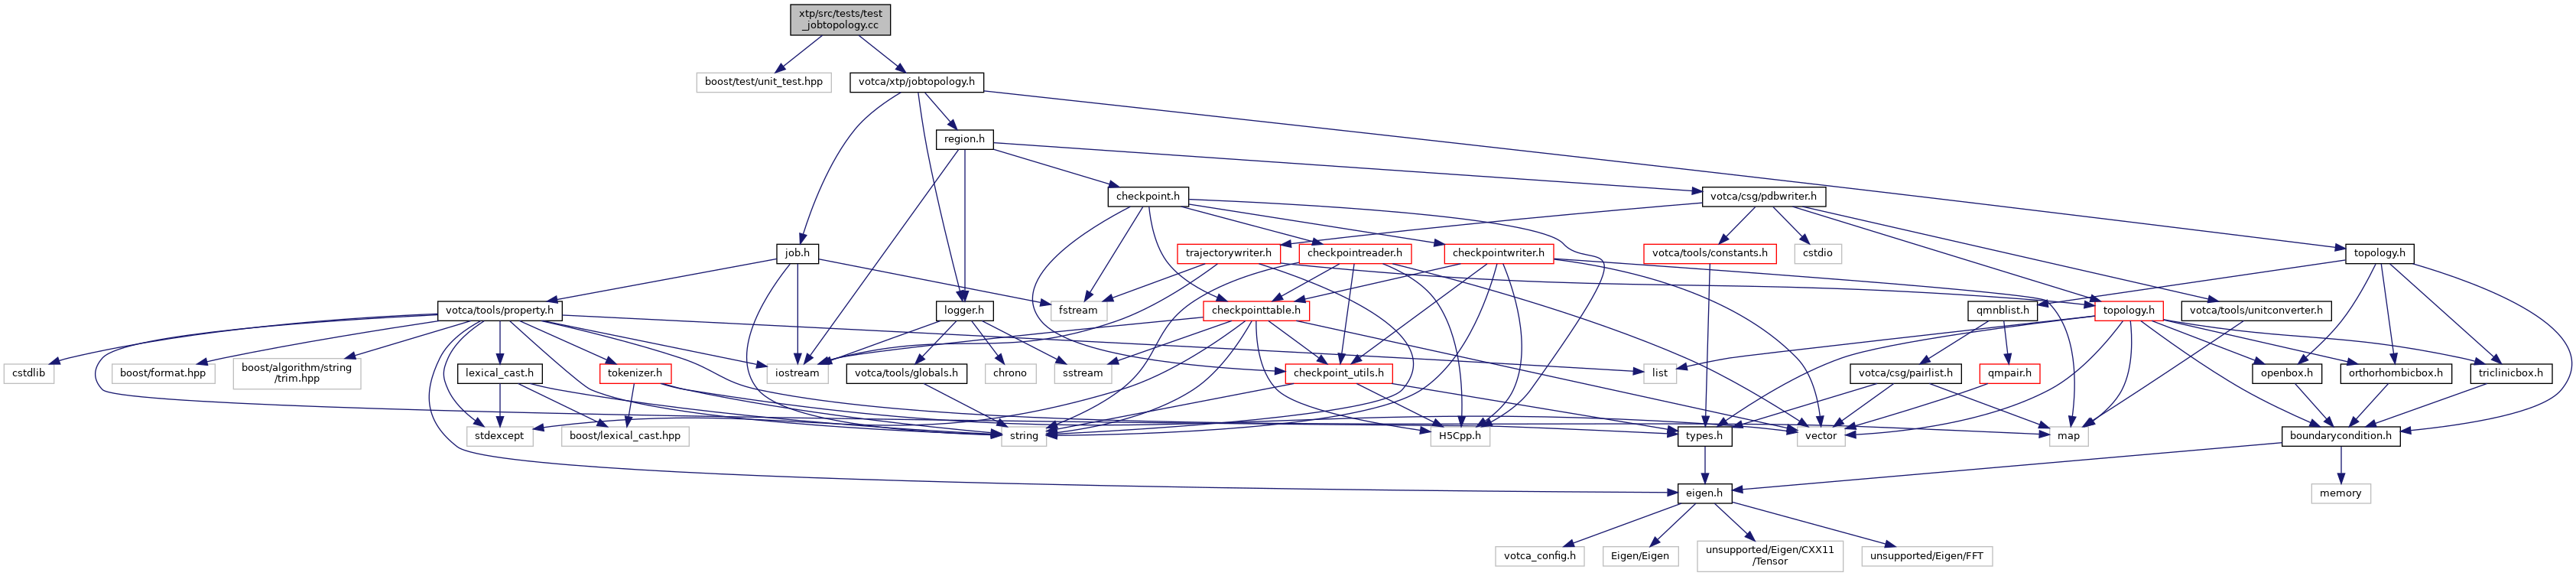 xtp/src/tests/test
_jobtopology.cc
boost/test/unit_test.hpp
votca/xtp/jobtopology.h
region.h
checkpoint.h
votca/csg/pdbwriter.h
job.h
trajectorywriter.h
checkpointreader.h
checkpointwriter.h
votca/tools/constants.h
cstdio
topology.h
votca/tools/property.h
logger.h
fstream
checkpointtable.h
qmnblist.h
topology.h
votca/tools/unitconverter.h
cstdlib
boost/format.hpp
boost/algorithm/string
/trim.hpp
lexical_cast.h
tokenizer.h
iostream
votca/tools/globals.h
chrono
sstream
checkpoint_utils.h
list
votca/csg/pairlist.h
qmpair.h
openbox.h
orthorhombicbox.h
triclinicbox.h
stdexcept
boost/lexical_cast.hpp
string
H5Cpp.h
types.h
vector
map
boundarycondition.h
eigen.h
memory
votca_config.h
Eigen/Eigen
unsupported/Eigen/CXX11
/Tensor
unsupported/Eigen/FFT